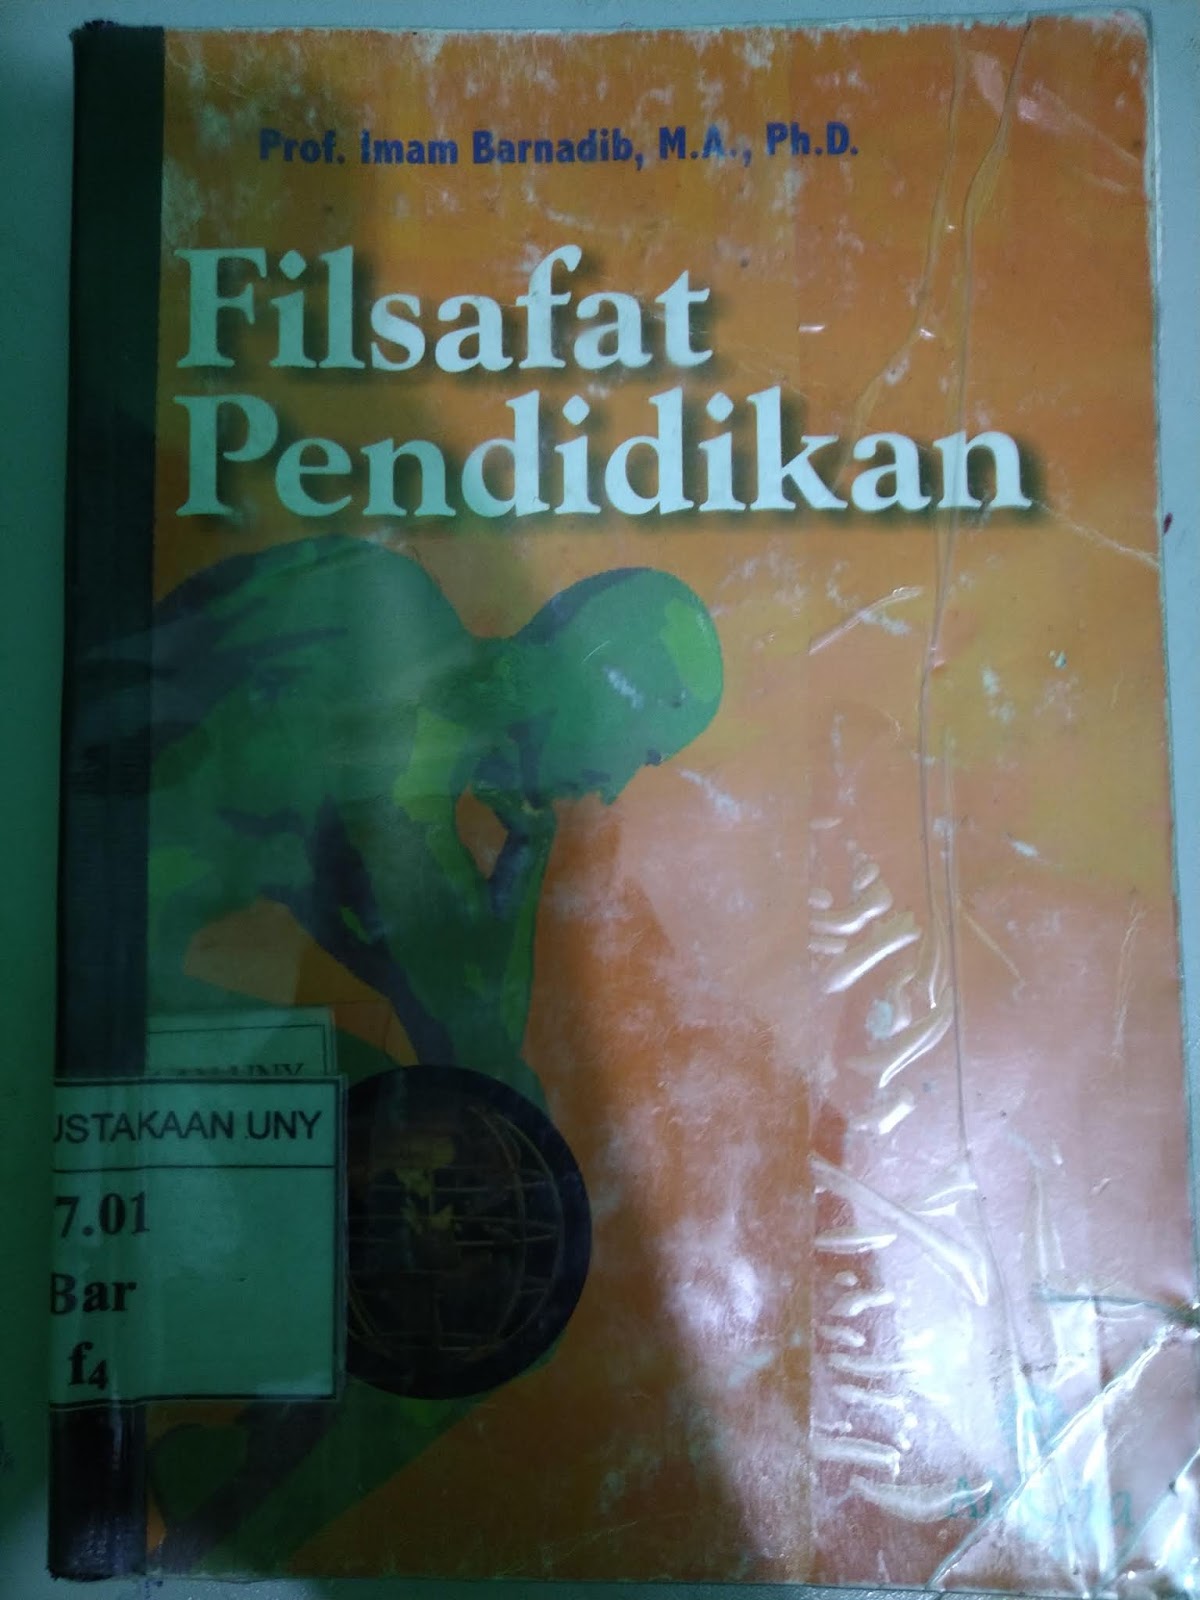 Prof. Imam Barnadib, M.A., Ph.D.
Filsafat
Pendidikan
USTAKAAN UNY
7.01
Bar
f4